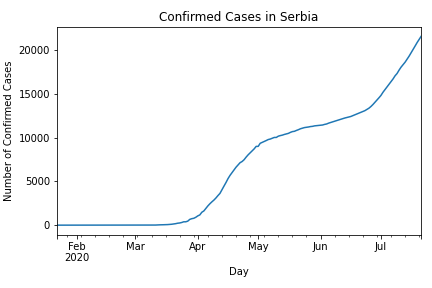 Confirmed Cases in Serbia
Number of Confirmed Cases
20000
15000
10000
5000
0
Feb Mar Apr May Jun Jul
2020
Day